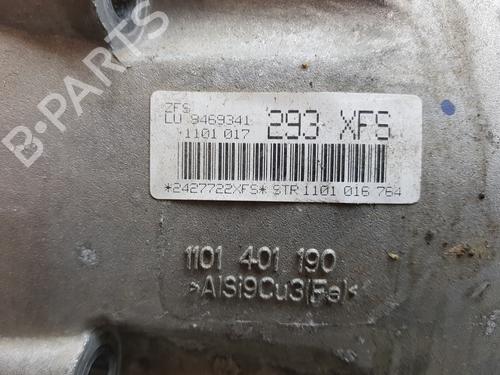 ZFS
LU 9469341
1101 017 293 XFS
*2427722XFS* STR 1101 016 764
1101 401 190
>AlSi9Cu3(Fe)<
B-PARTS